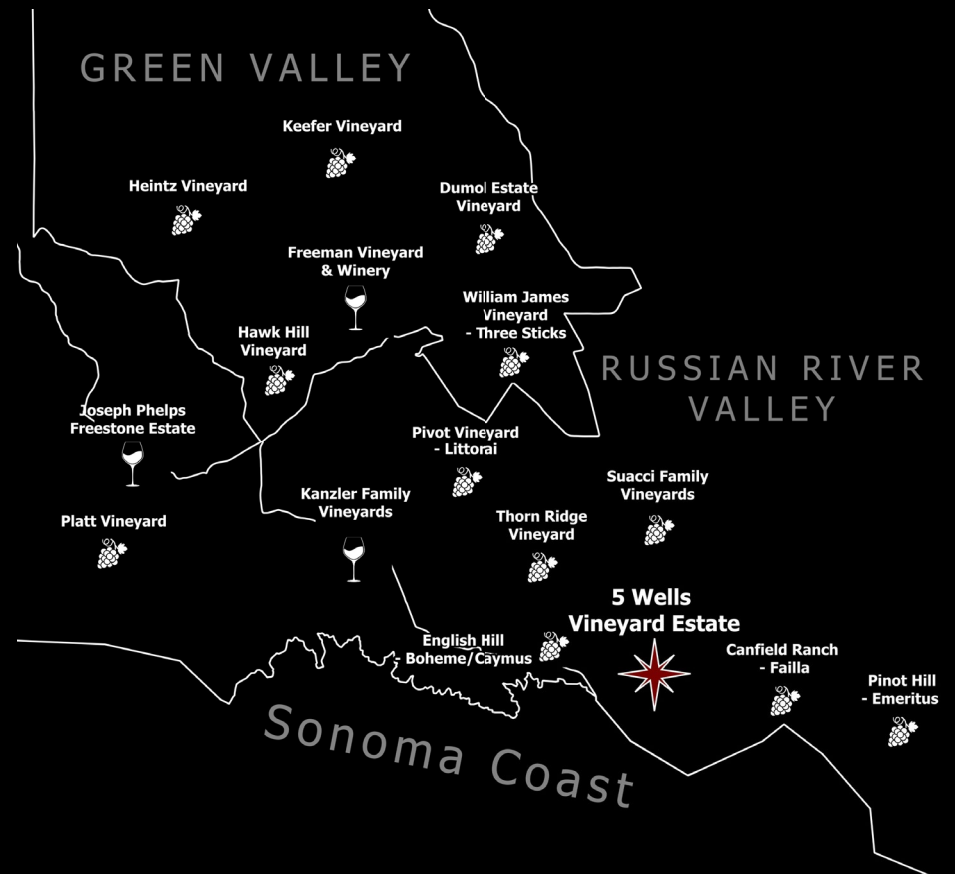 GREEN VALLEY
Keefer Vineyard
Heintz Vineyard
Dumol Estate
Vineyard
Freeman Vineyard
& Winery
William James
Vineyard
- Three Sticks
Hawk Hill
Vineyard
RUSSIAN RIVER
VALLEY
Joseph Phelps
Freestone Estate
Pivot Vineyard
- Littorai
Suacci Family
Vineyards
Kanzler Family
Vineyards
Thorn Ridge
Vineyard
Platt Vineyard
5 Wells
Vineyard Estate
English Hill
- Boheme/Caymus
Canfield Ranch
- Failla
Pinot Hill
- Emeritus
Sonoma Coast